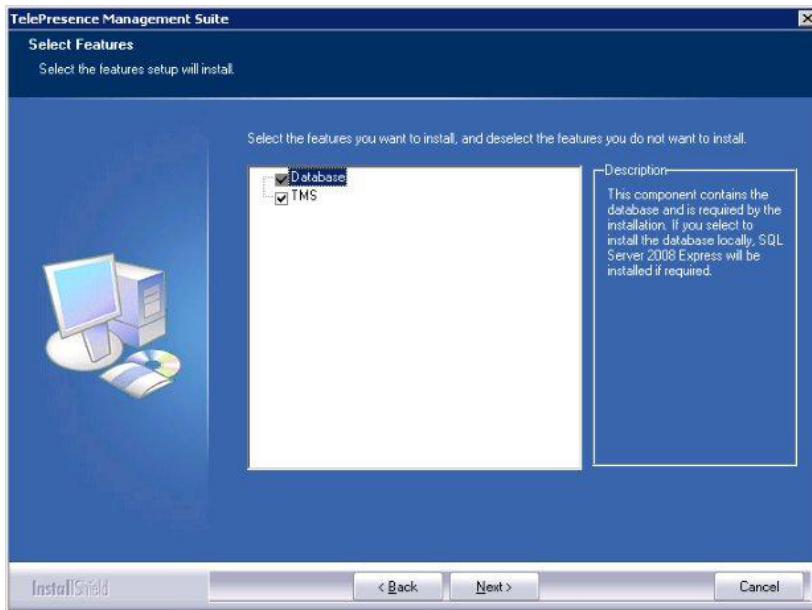 TelePresence Management Suite
Select Features
Select the features setup will install.
Select the features you want to install, and deselect the features you do not want to install.
Database
TMS
Description
This component contains the
database and is required by the
installation. If you select to
install the database locally, SQL
Server 2008 Express will be
installed if required.
InstallShield
< Back
Next >
Cancel